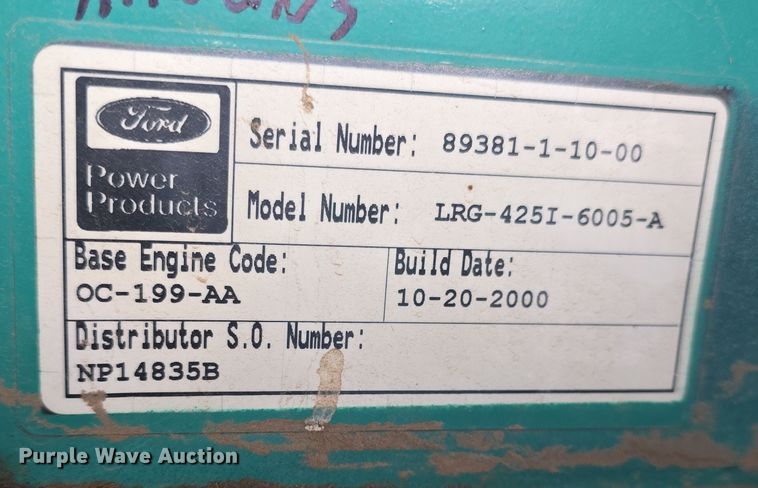 Ford
Power
Products
Serial Number: 89381-1-10-00
Model Number: LRG-425I-6005-A
Base Engine Code:
OC-199-AA
Build Date:
10-20-2000
Distributor S.O. Number:
NP14835B
Purple Wave Auction